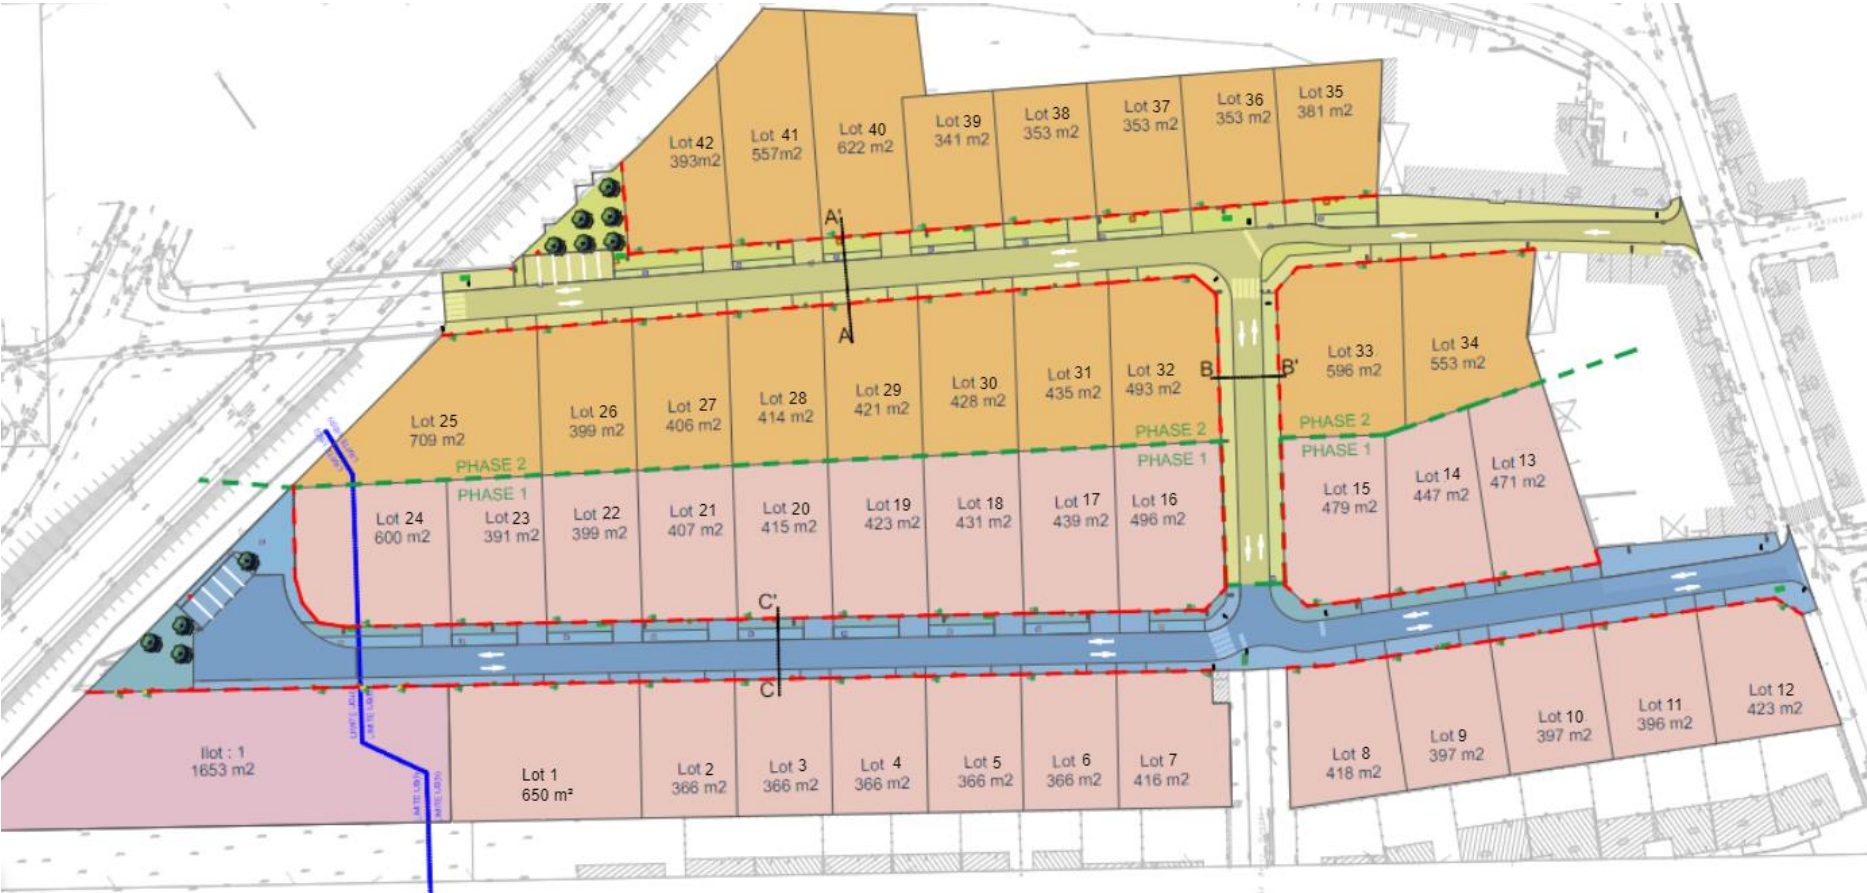 Lot 42
393m2
Lot 41
557m2
Lot 40
622 m2
Lot 39
341 m2
Lot 38
353 m2
Lot 37
353 m2
Lot 36
353 m2
Lot 35
381 m2
A'
A
Lot 25
709 m2
Lot 26
399 m2
Lot 27
406 m2
Lot 28
414 m2
Lot 29
421 m2
Lot 30
428 m2
Lot 31
435 m2
Lot 32
493 m2
B
B'
Lot 33
596 m2
Lot 34
553 m2
PHASE 2
PHASE 1
PHASE 2
PHASE 1
PHASE 2
PHASE 1
Lot 24
600 m2
Lot 23
391 m2
Lot 22
399 m2
Lot 21
407 m2
Lot 20
415 m2
Lot 19
423 m2
Lot 18
431 m2
Lot 17
439 m2
Lot 16
496 m2
Lot 15
479 m2
Lot 14
447 m2
Lot 13
471 m2
C'
C
Ilot : 1
1653 m2
Lot 1
650 m²
Lot 2
366 m2
Lot 3
366 m2
Lot 4
366 m2
Lot 5
366 m2
Lot 6
366 m2
Lot 7
416 m2
Lot 8
418 m2
Lot 9
397 m2
Lot 10
397 m2
Lot 11
396 m2
Lot 12
423 m2